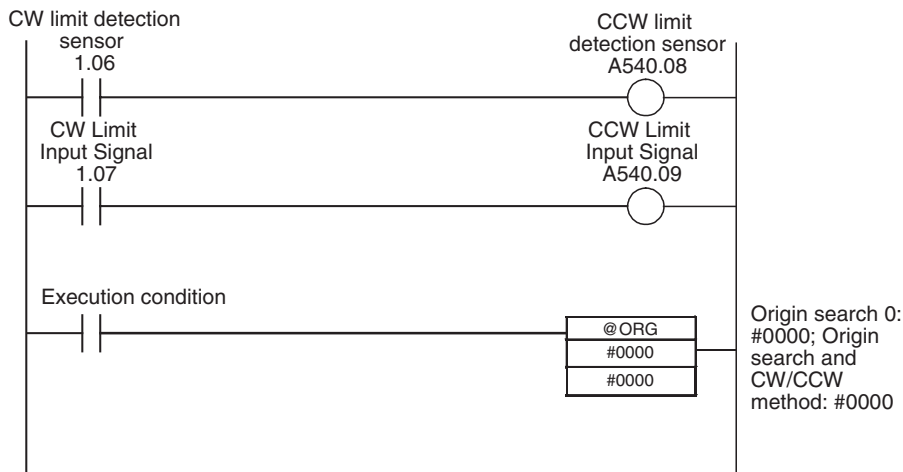 CW limit detection
sensor
1.06
CCW limit
detection sensor
A540.08
CW Limit
Input Signal
1.07
CCW Limit
Input Signal
A540.09
Execution condition
@ORG
#0000
#0000
Origin search 0:
#0000; Origin
search and
CW/CCW
method: #0000